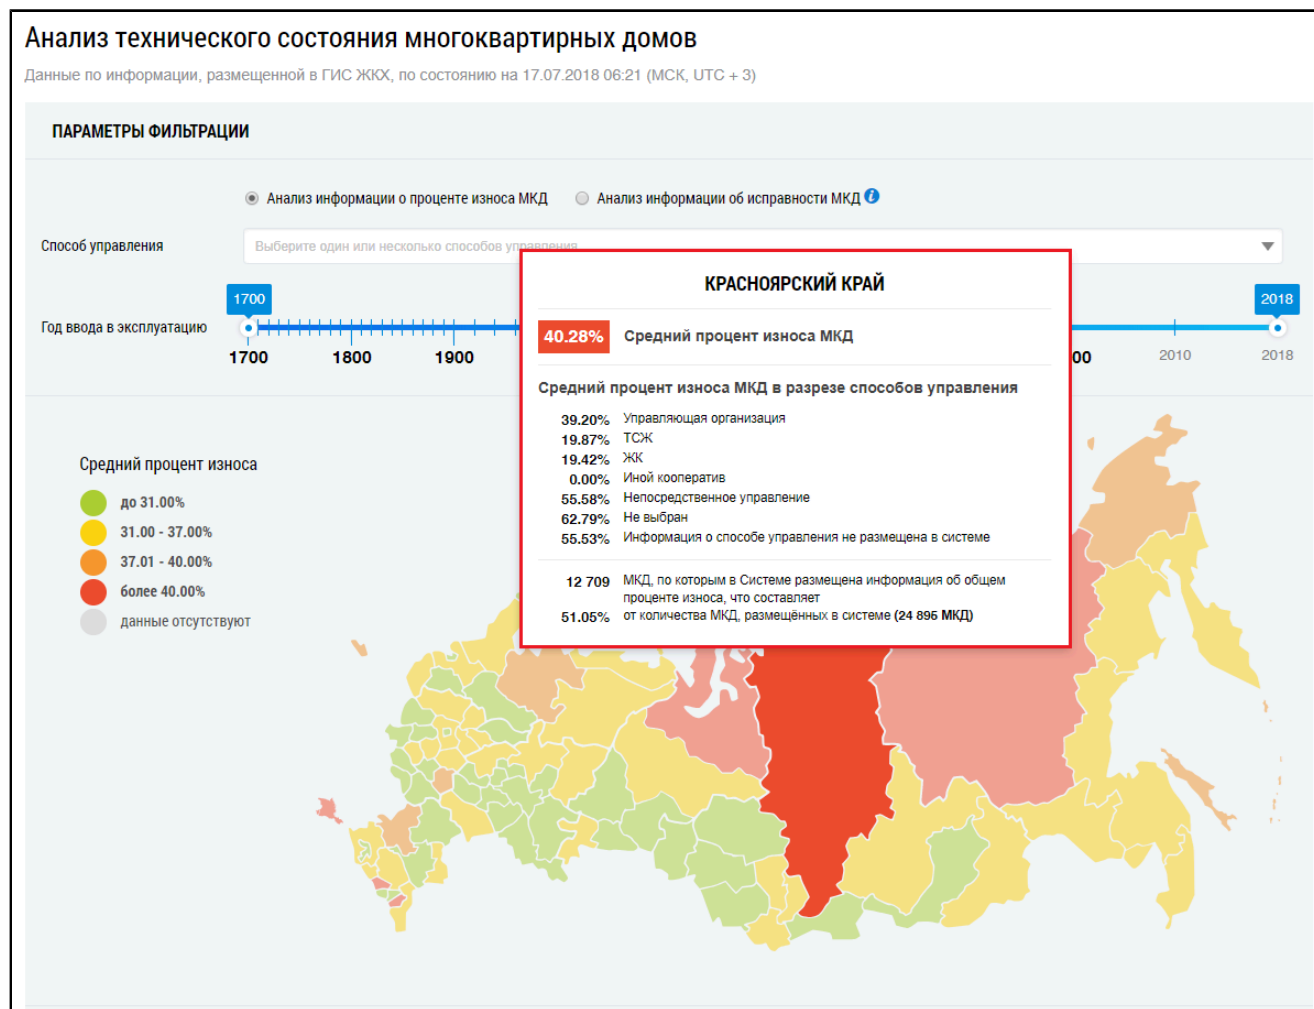 Анализ технического состояния многоквартирных домов
Данные по информации, размещенной в ГИС ЖКХ, по состоянию на 17.07.2018 06:21 (МСК, UTC + 3)
ПАРАМЕТРЫ ФИЛЬТРАЦИИ
Анализ информации о проценте износа МКД Анализ информации об исправности МКД i
Способ управления Выберите один или несколько способов управления
1700 2018
Год ввода в эксплуатацию
1700 1800 1900 00 2010 2018
КРАСНОЯРСКИЙ КРАЙ
40.28% Средний процент износа МКД
Средний процент износа МКД в разрезе способов управления
39.20% Управляющая организация
19.87% ТСЖ
19.42% ЖК
0.00% Иной кооператив
55.58% Непосредственное управление
62.79% Не выбран
55.53% Информация о способе управления не размещена в системе
12 709 МКД, по которым в Системе размещена информация об общем
проценте износа, что составляет
51.05% от количества МКД, размещённых в системе (24 895 МКД)
Средний процент износа
до 31.00%
31.00 - 37.00%
37.01 - 40.00%
более 40.00%
данные отсутствуют